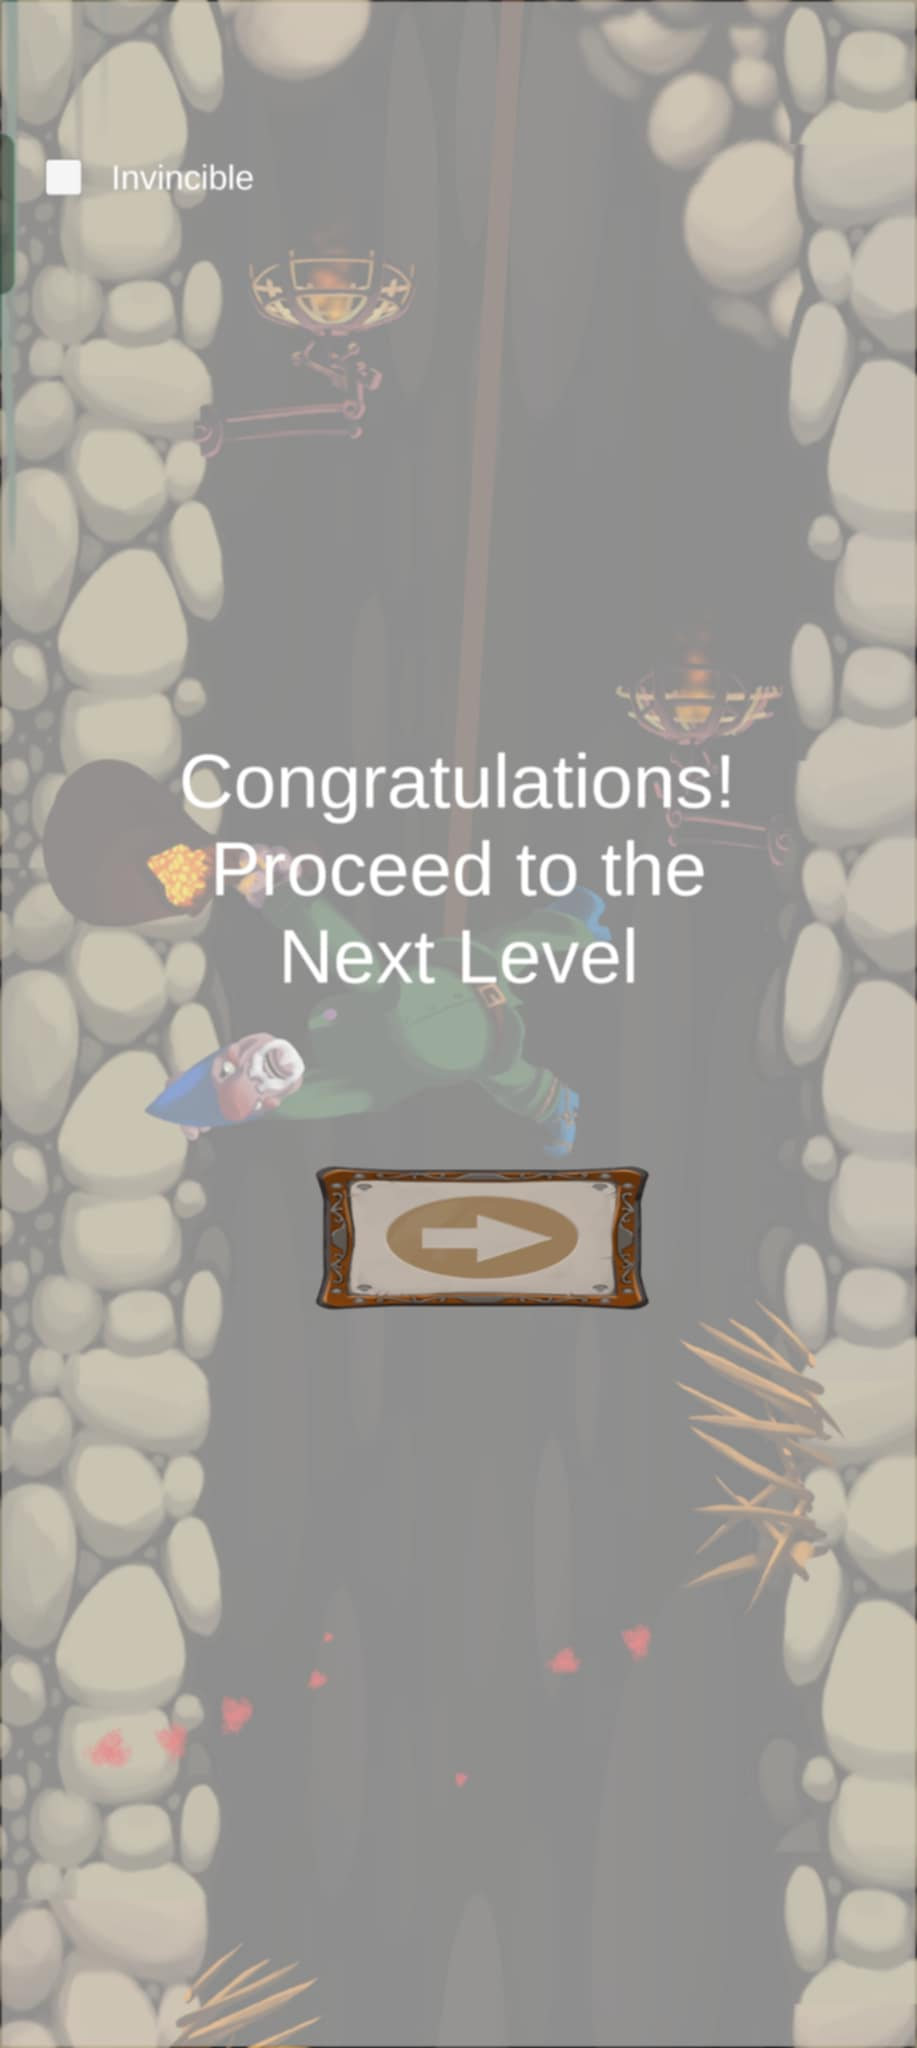 Invincible
Congratulations!
Proceed to the
Next Level